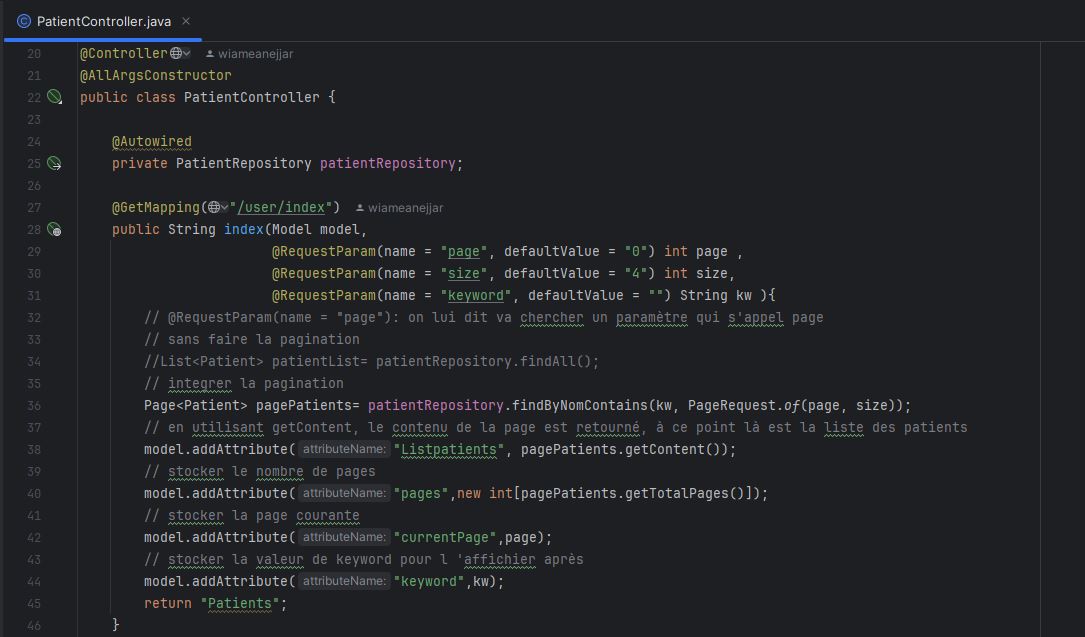 PatientController.java
20 @Controller wiameanejjar
21 @AllArgsConstructor
22 public class PatientController {
23
24 @Autowired
25 private PatientRepository patientRepository;
26
27 @GetMapping("/user/index") wiameanejjar
28 public String index(Model model,
29 @RequestParam(name = "page", defaultValue = "0") int page ,
30 @RequestParam(name = "size", defaultValue = "4") int size,
31 @RequestParam(name = "keyword", defaultValue = "") String kw ){
32 // @RequestParam(name = "page"): on lui dit va chercher un paramètre qui s'appel page
33 // sans faire la pagination
34 //List<Patient> patientList= patientRepository.findAll();
35 // integrer la pagination
36 Page<Patient> pagePatients= patientRepository.findByNomContains(kw, PageRequest.of(page, size));
37 // en utilisant getContent, le contenu de la page est retourné, à ce point là est la liste des patients
38 model.addAttribute( attributeName: "Listpatients", pagePatients.getContent());
39 // stocker le nombre de pages
40 model.addAttribute( attributeName: "pages",new int[pagePatients.getTotalPages()]);
41 // stocker la page courante
42 model.addAttribute( attributeName: "currentPage",page);
43 // stocker la valeur de keyword pour l 'affichier après
44 model.addAttribute( attributeName: "keyword",kw);
45 return "Patients";
46 }